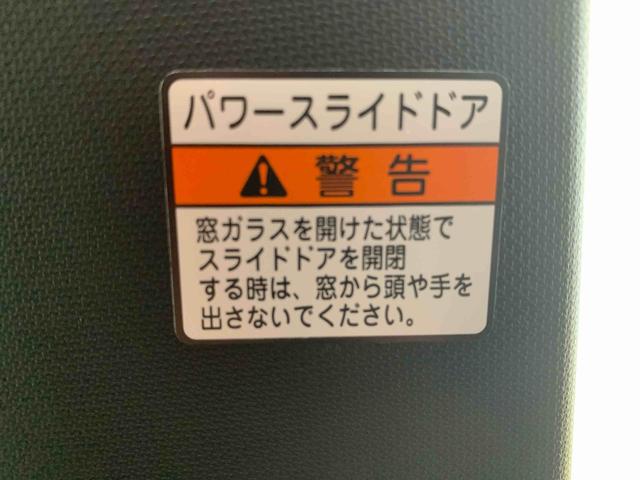 パワースライドドア
警告
窓ガラスを開けた状態で
スライドドアを開閉
する時は、窓から頭や手を
出さないでください。